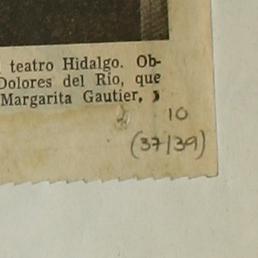 teatro Hidalgo. Ob-
Dolores del Río, que
Margarita Gautier,
10
(37/39)